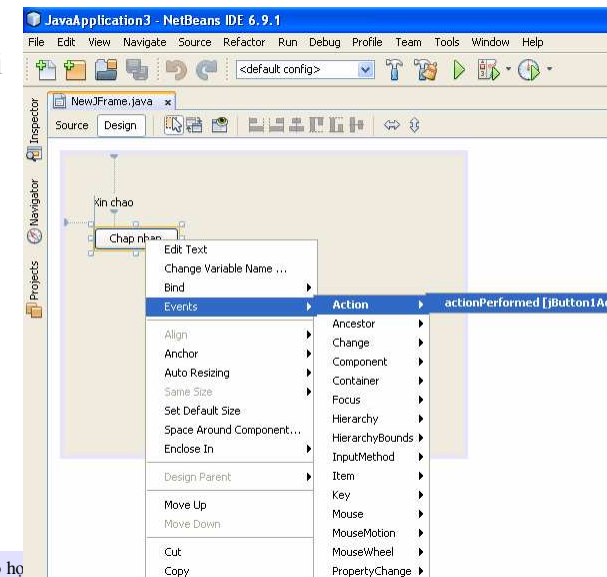 JavaApplication3 - NetBeans IDE 6.9.1
File Edit View Navigate Source Refactor Run Debug Profile Team Tools Window Help
<default config>
NewJFrame.java x
Source Design
Inspector
Navigator
Projects
Xin chao
Chap nhan
Edit Text
Change Variable Name ...
Bind
Events
Align
Anchor
Auto Resizing
Same Size
Set Default Size
Space Around Component...
Enclose In
Design Parent
Move Up
Move Down
Cut
Copy
Action
Ancestor
Change
Component
Container
Focus
Hierarchy
HierarchyBounds
InputMethod
Item
Key
Mouse
MouseMotion
MouseWheel
PropertyChange
actionPerformed [jButton1A
họ